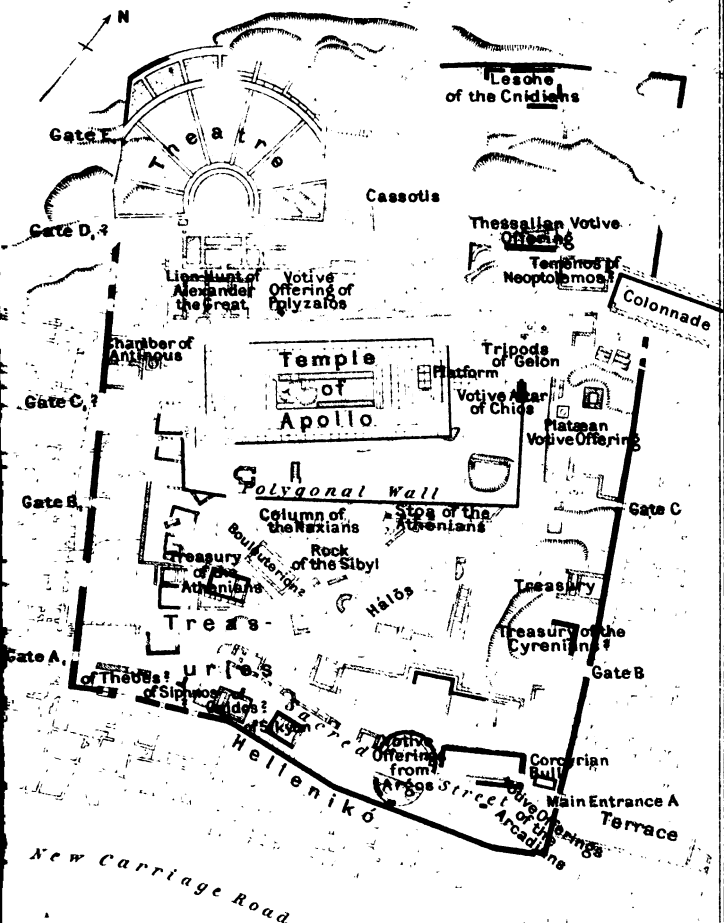 N
Lesche
of the Cnidians
Gate E,
Theatre
Cassotis
Gate D, ?
Thessalian Votive
Offering
Temenos of
Neoptolemos?
Colonnade
Lion Hunt of
Alexander
the Great
Votive
Offering of
Polyzalos
Chamber of
Antinous
Temple
of
Apollo
Platform
Tripods
of Gelon
Votive Altar
of Chios
Gate C, ?
Platæan
Votive Offering
Polygonal Wall
Gate B,
Gate C
Column of
the Naxians
Stoa of the
Athenians
Bouleuterion?
Rock
of the Sibyl
Treasury
of the
Athenians
Hálōs
Treasury
Treas-
uries
Treasury of the
Cyrenians?
Gate A,
of Thebes?
of Siphnos
of Sikyon
Gate B
Sacred Street
Votive
Offerings
from
Argos
Corcyrian
Bull
Main Entrance A
Votive Offerings
of the
Arcadians
Terrace
Hellenikó
New Carriage Road